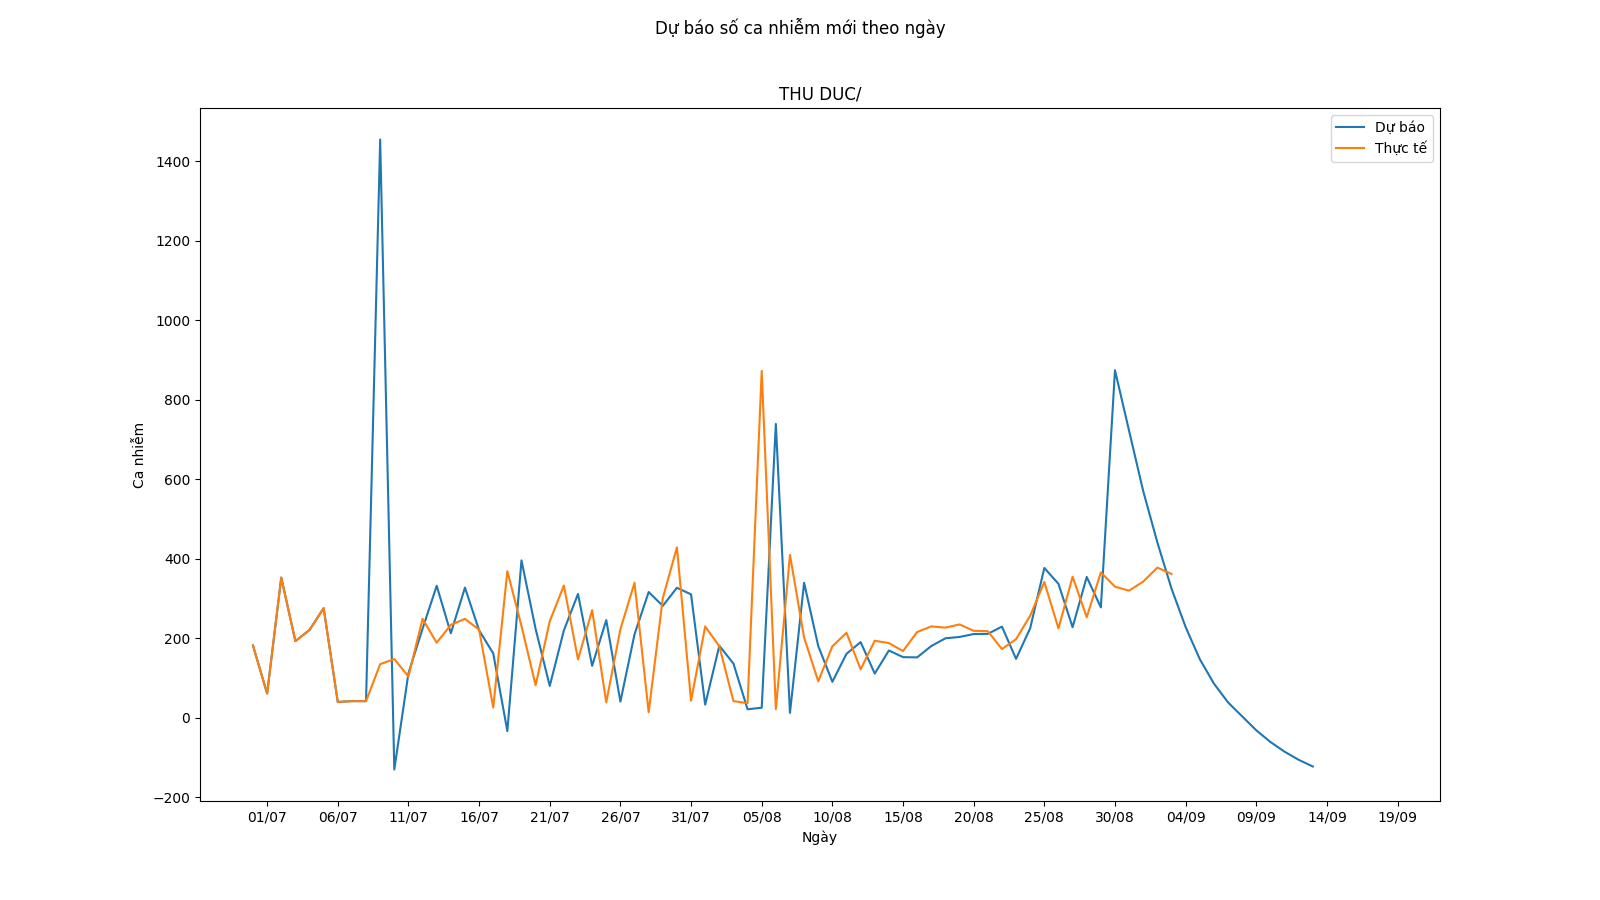 Dự báo số ca nhiễm mới theo ngày
THU DUC/
Dự báo
Thực tế
1400
1200
1000
800
600
400
200
0
−200
Ca nhiễm
01/07 06/07 11/07 16/07 21/07 26/07 31/07 05/08 10/08 15/08 20/08 25/08 30/08 04/09 09/09 14/09 19/09
Ngày